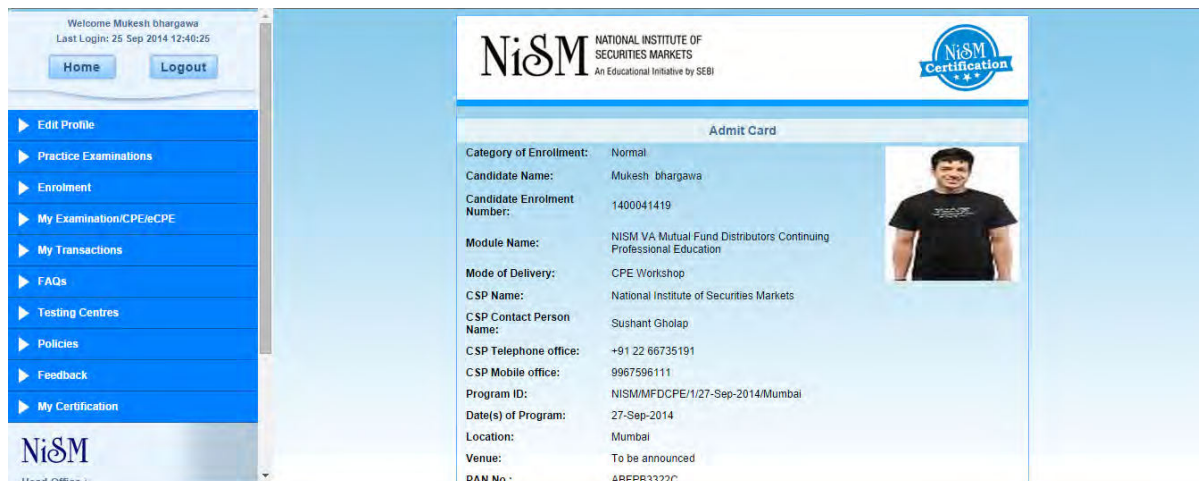 Welcome Mukesh bhargawa
Last Login: 25 Sep 2014 12:40:25
Home Logout
Edit Profile
Practice Examinations
Enrolment
My Examination/CPE/eCPE
My Transactions
FAQs
Testing Centres
Policies
Feedback
My Certification
NiSM
NiSM
NATIONAL INSTITUTE OF
SECURITIES MARKETS
An Educational Initiative by SEBI
NiSM
Certification
Admit Card
Category of Enrollment: Normal
Candidate Name: Mukesh bhargawa
Candidate Enrolment
Number: 1400041419
Module Name: NISM VA Mutual Fund Distributors Continuing
Professional Education
Mode of Delivery: CPE Workshop
CSP Name: National Institute of Securities Markets
CSP Contact Person
Name: Sushant Gholap
CSP Telephone office: +91 22 66735191
CSP Mobile office: 9967596111
Program ID: NISM/MFDCPE/1/27-Sep-2014/Mumbai
Date(s) of Program: 27-Sep-2014
Location: Mumbai
Venue: To be announced
PAN No.: